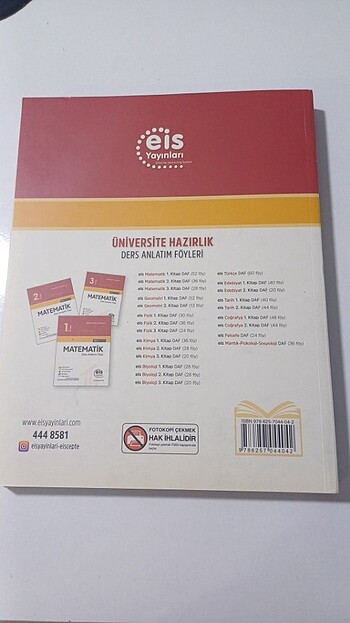 eis
Yayınları
ÜNİVERSİTE HAZIRLIK
DERS ANLATIM FÖYLERİ
2.
MATEMATİK
3.
MATEMATİK
1.
MATEMATİK
eis Matematik 1. Kitap DAF (52 föy)
eis Matematik 2. Kitap DAF (36 föy)
eis Matematik 3. Kitap DAF (28 föy)
eis Geometri 1. Kitap DAF (12 föy)
eis Geometri 2. Kitap DAF (13 föy)
eis Fizik 1. Kitap DAF (30 föy)
eis Fizik 2. Kitap DAF (36 föy)
eis Fizik 3. Kitap DAF (24 föy)
eis Kimya 1. Kitap DAF (36 föy)
eis Kimya 2. Kitap DAF (28 föy)
eis Kimya 3. Kitap DAF (20 föy)
eis Biyoloji 1. Kitap DAF (28 föy)
eis Biyoloji 2. Kitap DAF (28 föy)
eis Biyoloji 3. Kitap DAF (20 föy)
eis Türkçe DAF (60 föy)
eis Edebiyat 1. Kitap DAF (40 föy)
eis Edebiyat 2. Kitap DAF (20 föy)
eis Tarih 1. Kitap DAF (40 föy)
eis Tarih 2. Kitap DAF (44 föy)
eis Coğrafya 1. Kitap DAF (48 föy)
eis Coğrafya 2. Kitap DAF (44 föy)
eis Felsefe DAF (24 föy)
eis Mantık-Psikoloji-Sosyoloji DAF (36 föy)
www.eisyayinlari.com
444 8581
eisyayinlari-eiscepte
FOTOKOPİ ÇEKMEK
HAK İHLALİDİR
ISBN 978-625-7044-04-2
9 786257 044042